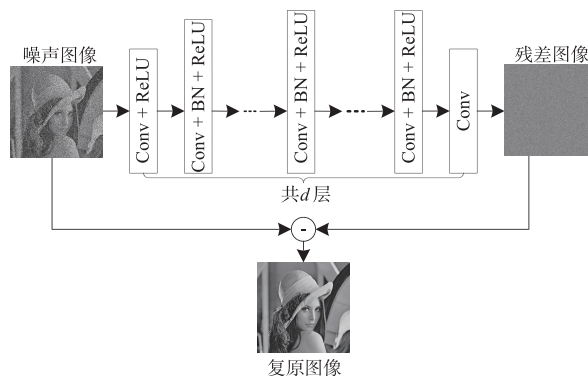 噪声图像
Conv + ReLU
Conv + BN + ReLU
Conv + BN + ReLU
Conv + BN + ReLU
Conv
残差图像
共d层
-
复原图像